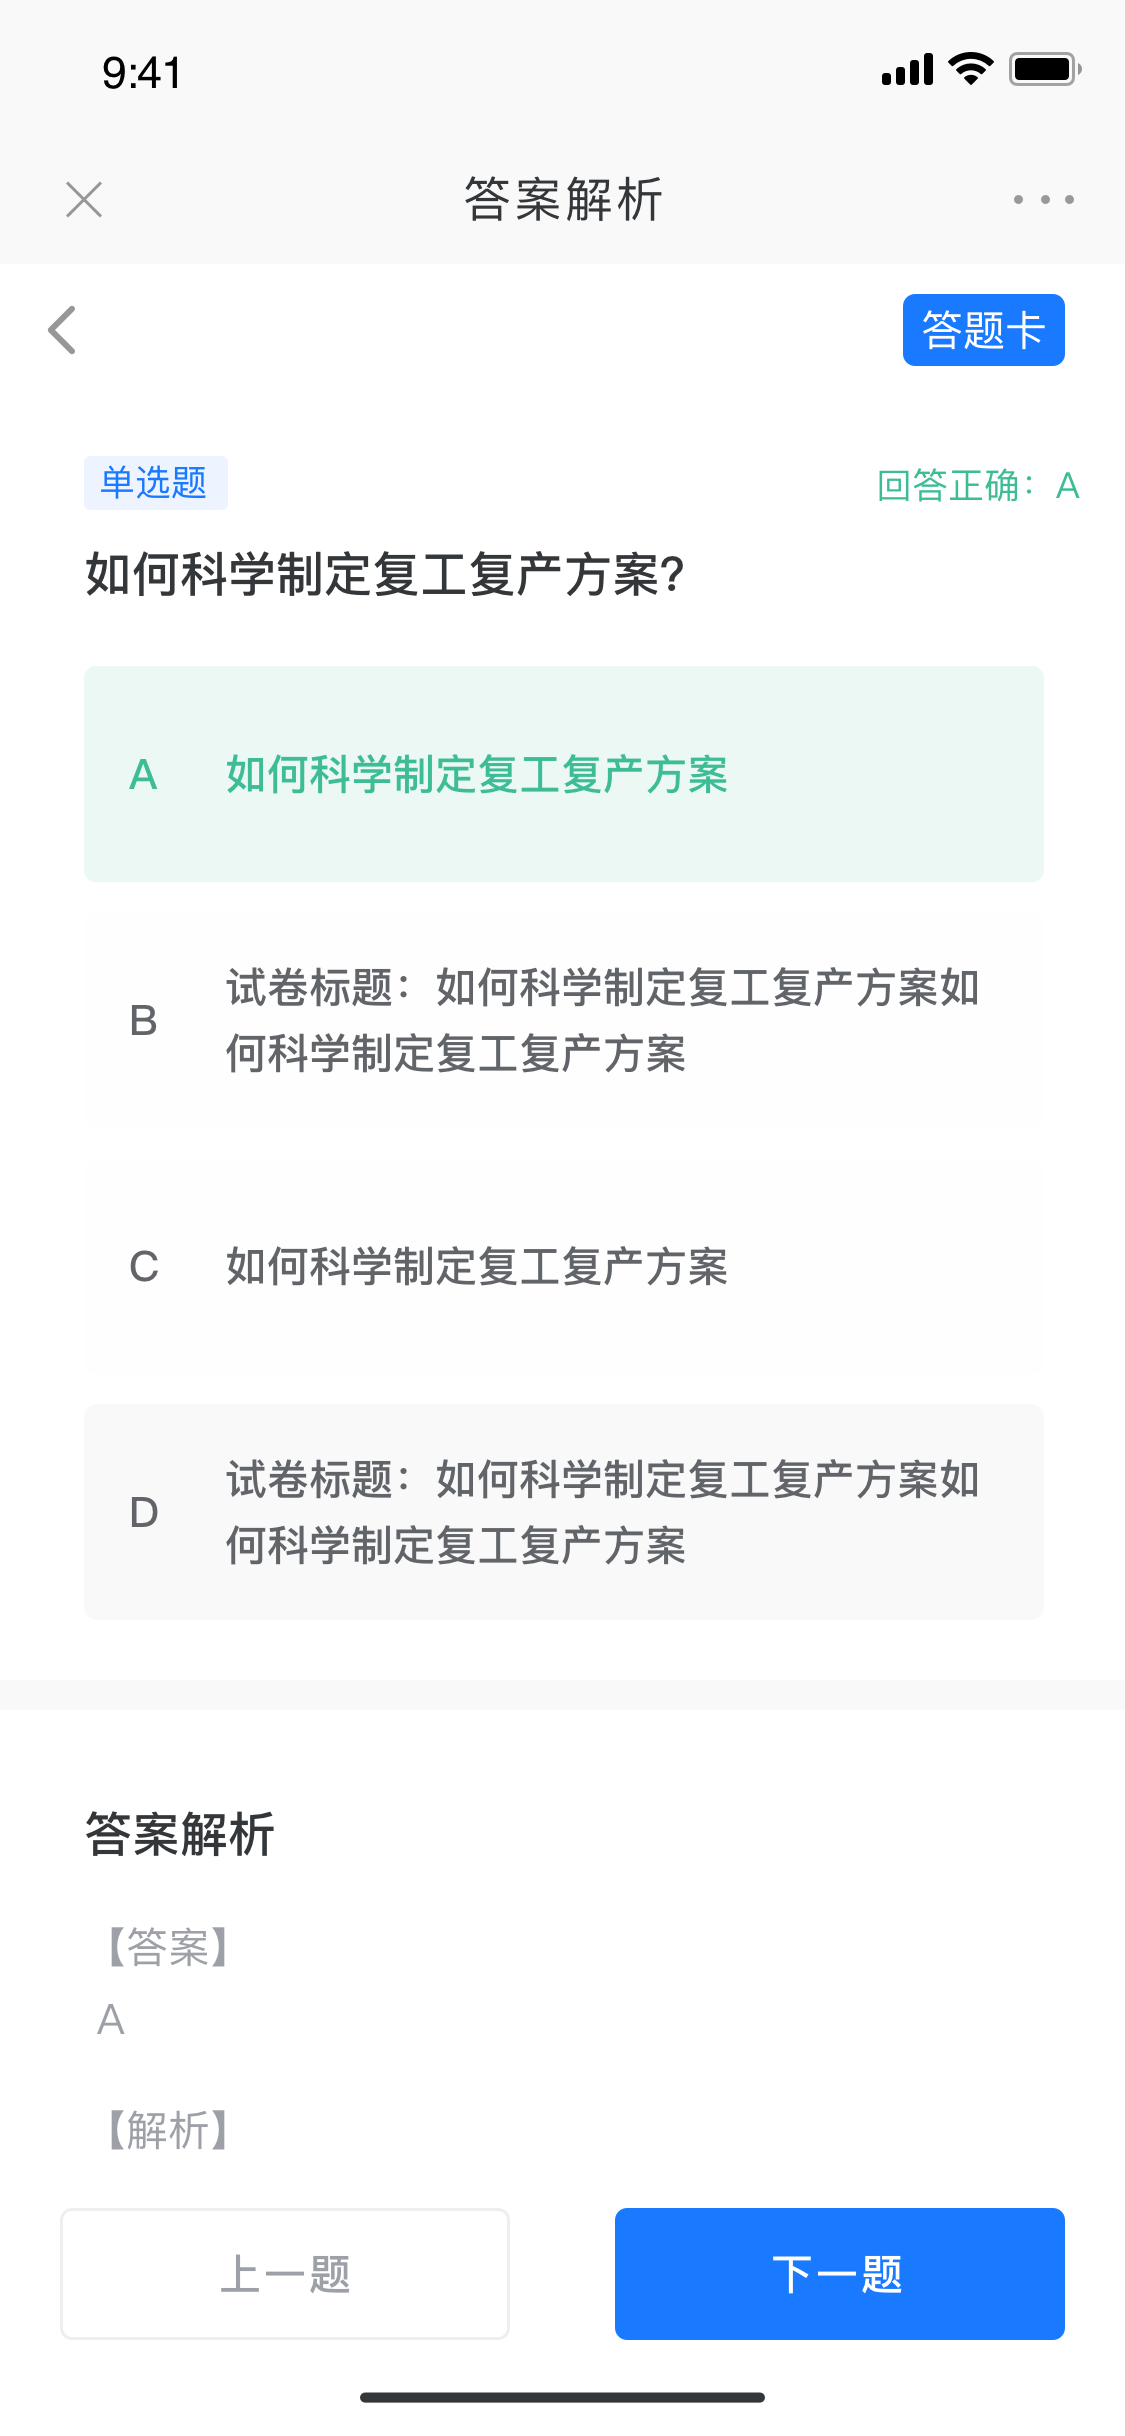 9:41
答案解析
答题卡
单选题
回答正确：A
如何科学制定复工复产方案?
A 如何科学制定复工复产方案
B 试卷标题：如何科学制定复工复产方案如
何科学制定复工复产方案
C 如何科学制定复工复产方案
D 试卷标题：如何科学制定复工复产方案如
何科学制定复工复产方案
答案解析
【答案】
A
【解析】
上一题
下一题